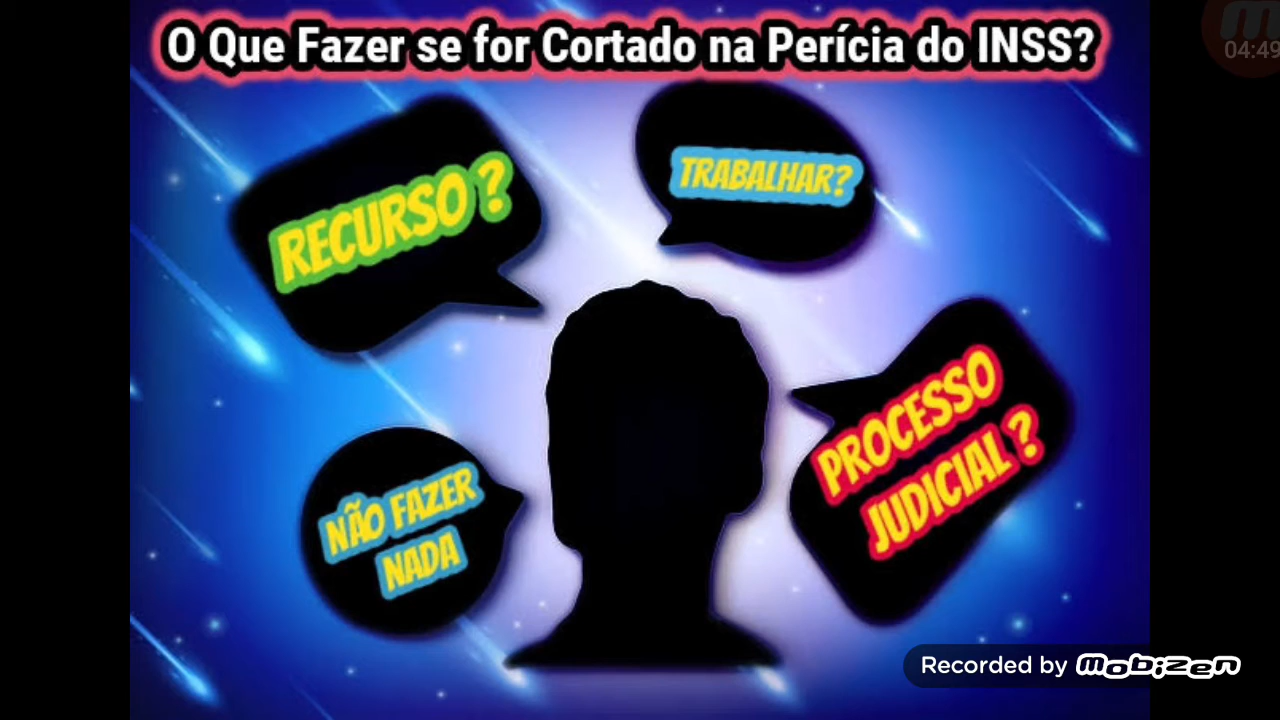 O Que Fazer se for Cortado na Perícia do INSS?
04:49
RECURSO ?
TRABALHAR?
PROCESSO
JUDICIAL ?
NÃO FAZER
NADA
Recorded by Mobizen